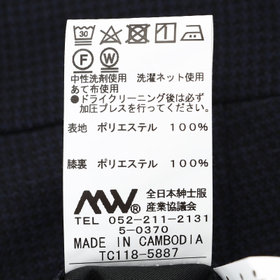 30
F W
中性洗剤使用 洗濯ネット使用
あて布使用
●ドライクリーニング後は必ず
加圧プレスを行ってください
表地 ポリエステル 100%
膝裏 ポリエステル 100%
MW® 全日本紳士服
産業協議会
TEL 052-211-2131
5-0370
MADE IN CAMBODIA
TC118-5887